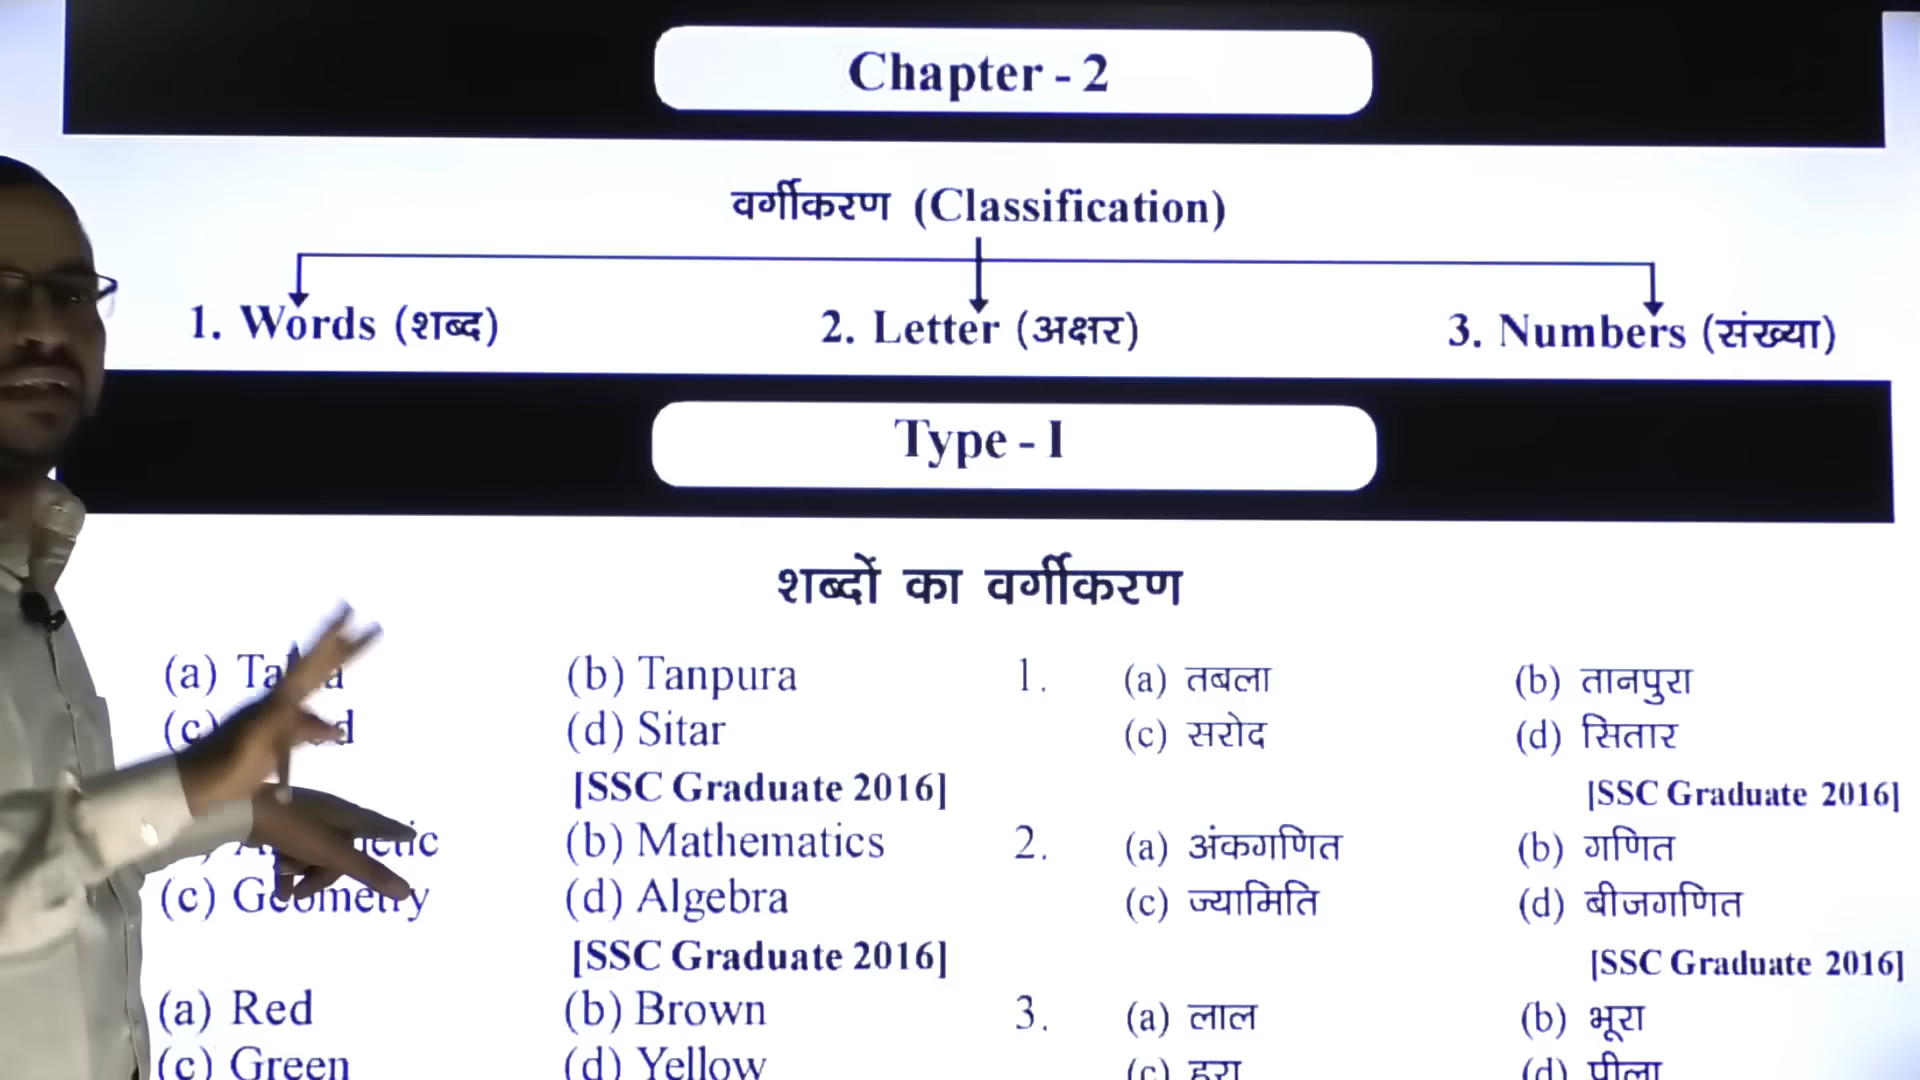 Chapter - 2
वर्गीकरण (Classification)
1. Words (शब्द) 2. Letter (अक्षर) 3. Numbers (संख्या)
Type - I
शब्दों का वर्गीकरण
(a) (b) Tanpura
(c) (d) Sitar
[SSC Graduate 2016]
(b) Mathematics
(c) Geometry (d) Algebra
[SSC Graduate 2016]
(a) Red (b) Brown
(c) Green (d) Yellow
1. (a) तबला (b) तानपुरा
(c) सरोद (d) सितार
[SSC Graduate 2016]
2. (a) अंकगणित (b) गणित
(c) ज्यामिति (d) बीजगणित
[SSC Graduate 2016]
3. (a) लाल (b) भूरा
(c) हरा (d) पीला